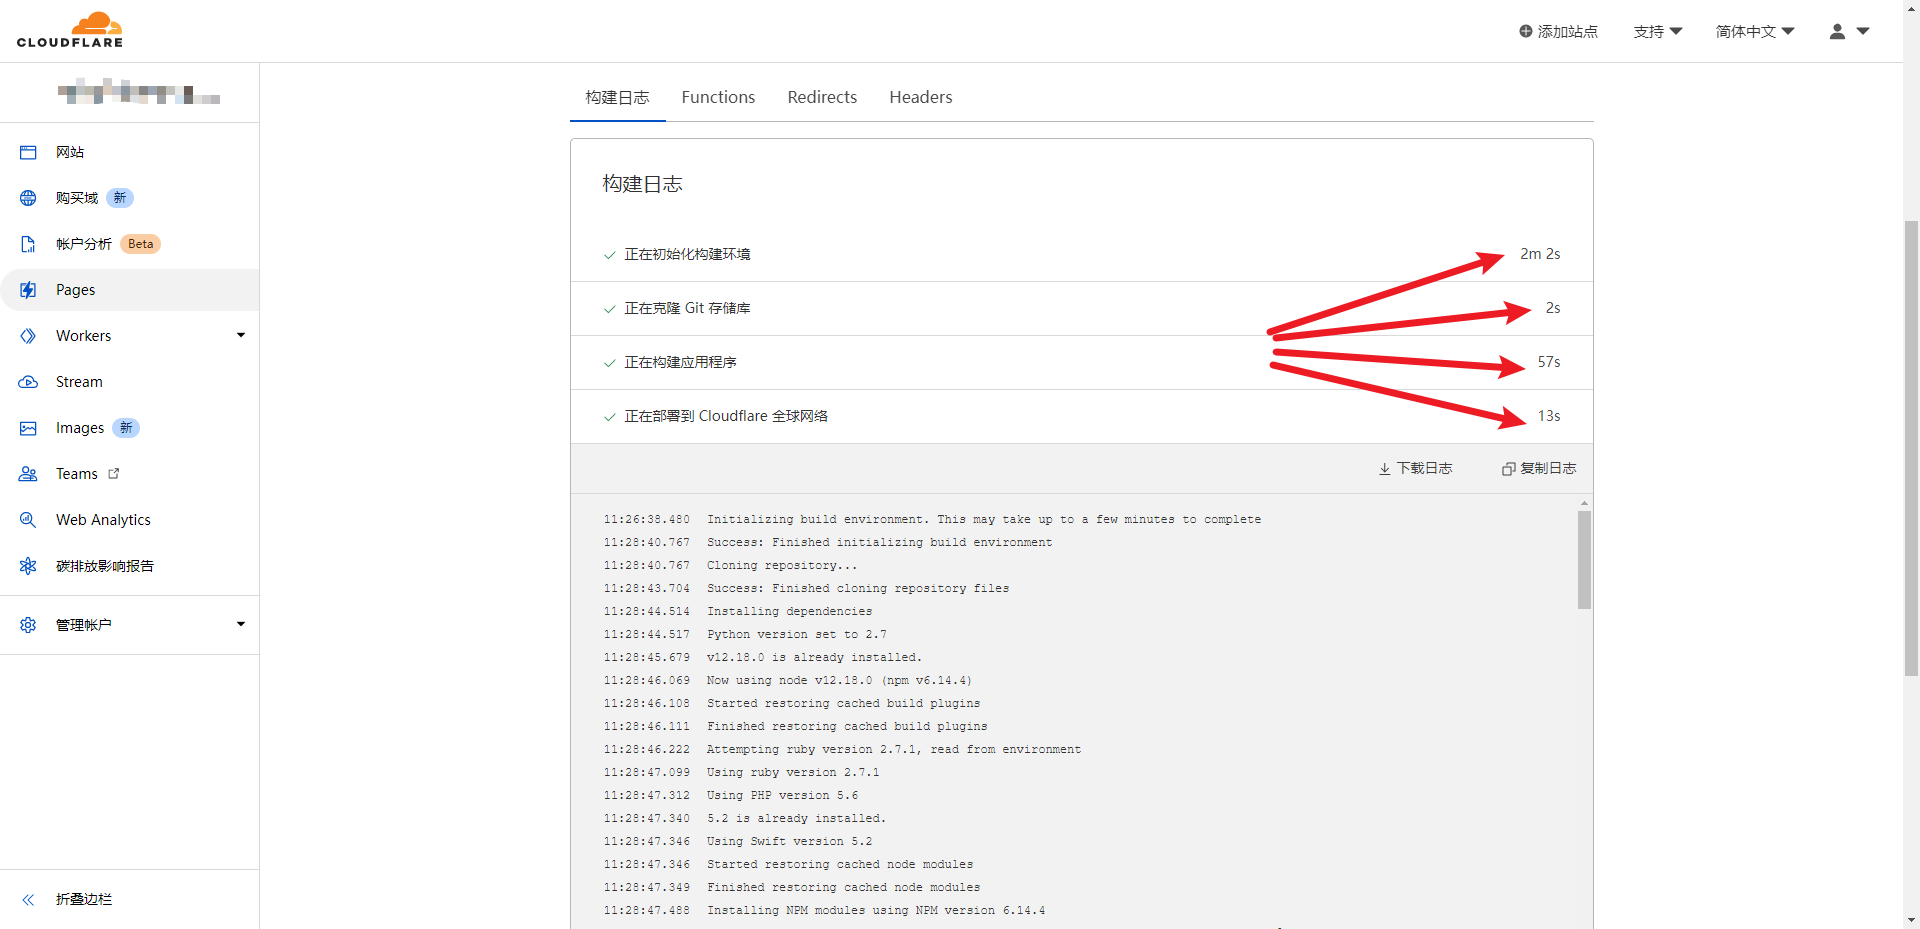 CLOUDFLARE
添加站点 支持 简体中文
网站
购买域 新
帐户分析 Beta
Pages
Workers
Stream
Images 新
Teams
Web Analytics
碳排放影响报告
管理帐户
折叠边栏
构建日志 Functions Redirects Headers
构建日志
正在初始化构建环境 2m 2s
正在克隆 Git 存储库 2s
正在构建应用程序 57s
正在部署到 Cloudflare 全球网络 13s
下载日志 复制日志
11:26:38.480 Initializing build environment. This may take up to a few minutes to complete
11:28:40.767 Success: Finished initializing build environment
11:28:40.767 Cloning repository...
11:28:43.704 Success: Finished cloning repository files
11:28:44.514 Installing dependencies
11:28:44.517 Python version set to 2.7
11:28:45.679 v12.18.0 is already installed.
11:28:46.069 Now using node v12.18.0 (npm v6.14.4)
11:28:46.108 Started restoring cached build plugins
11:28:46.111 Finished restoring cached build plugins
11:28:46.222 Attempting ruby version 2.7.1, read from environment
11:28:47.099 Using ruby version 2.7.1
11:28:47.312 Using PHP version 5.6
11:28:47.340 5.2 is already installed.
11:28:47.346 Using Swift version 5.2
11:28:47.346 Started restoring cached node modules
11:28:47.349 Finished restoring cached node modules
11:28:47.488 Installing NPM modules using NPM version 6.14.4